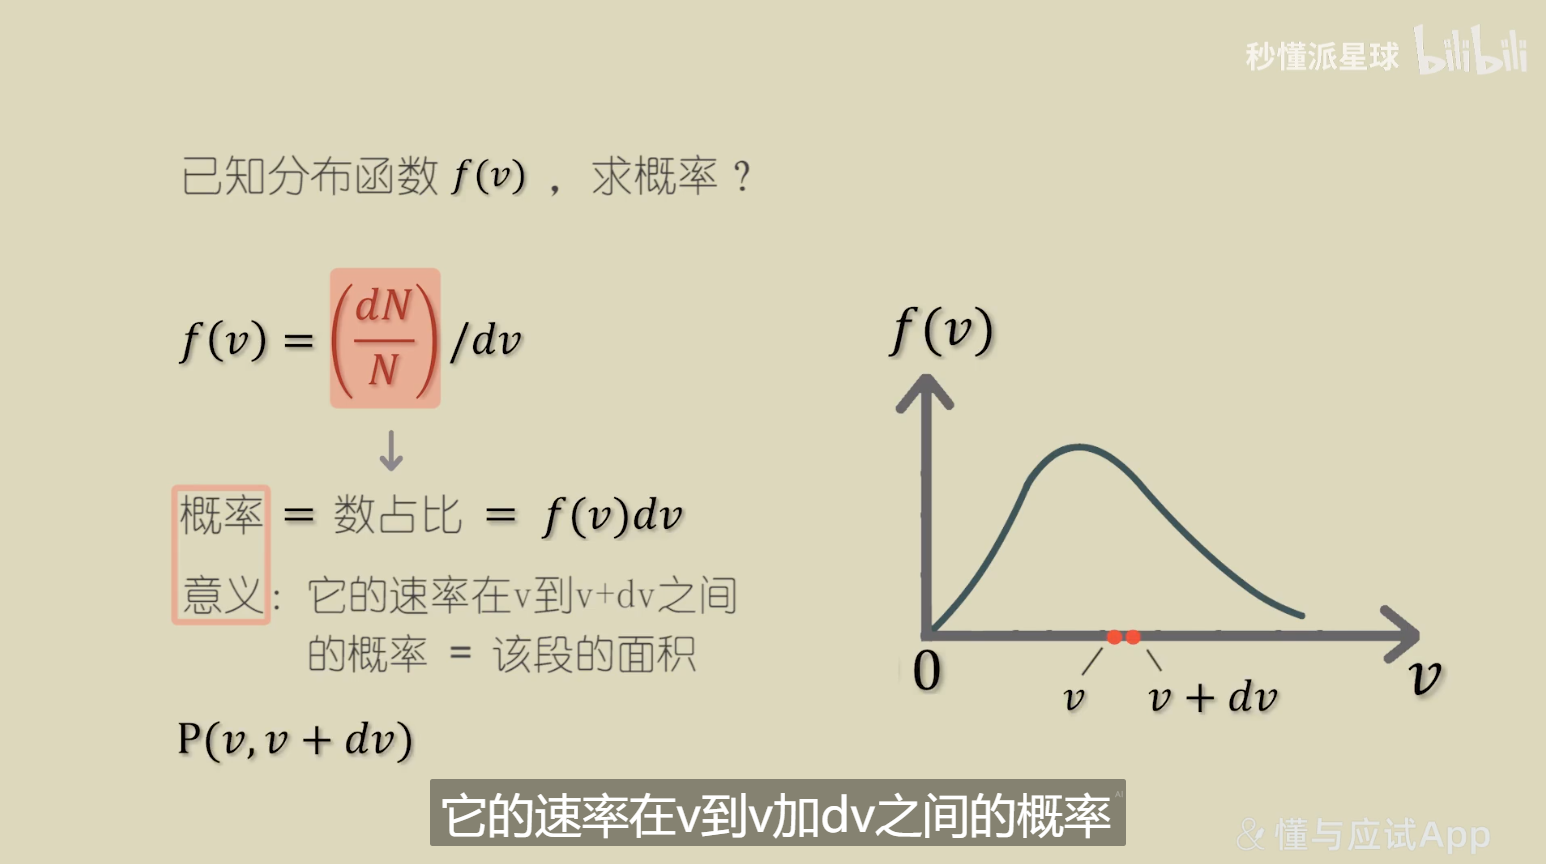 秒懂派星球 bilibili
已知分布函数 f(v) ，求概率？
f(v) = (dN/N)/dv
↓
概率 = 数占比 = f(v)dv
意义：它的速率在v到v+dv之间
的概率 = 该段的面积
P(v, v + dv)
f(v)
0
v
v + dv
v
它的速率在v到v加dv之间的概率
AI
懂与应试App